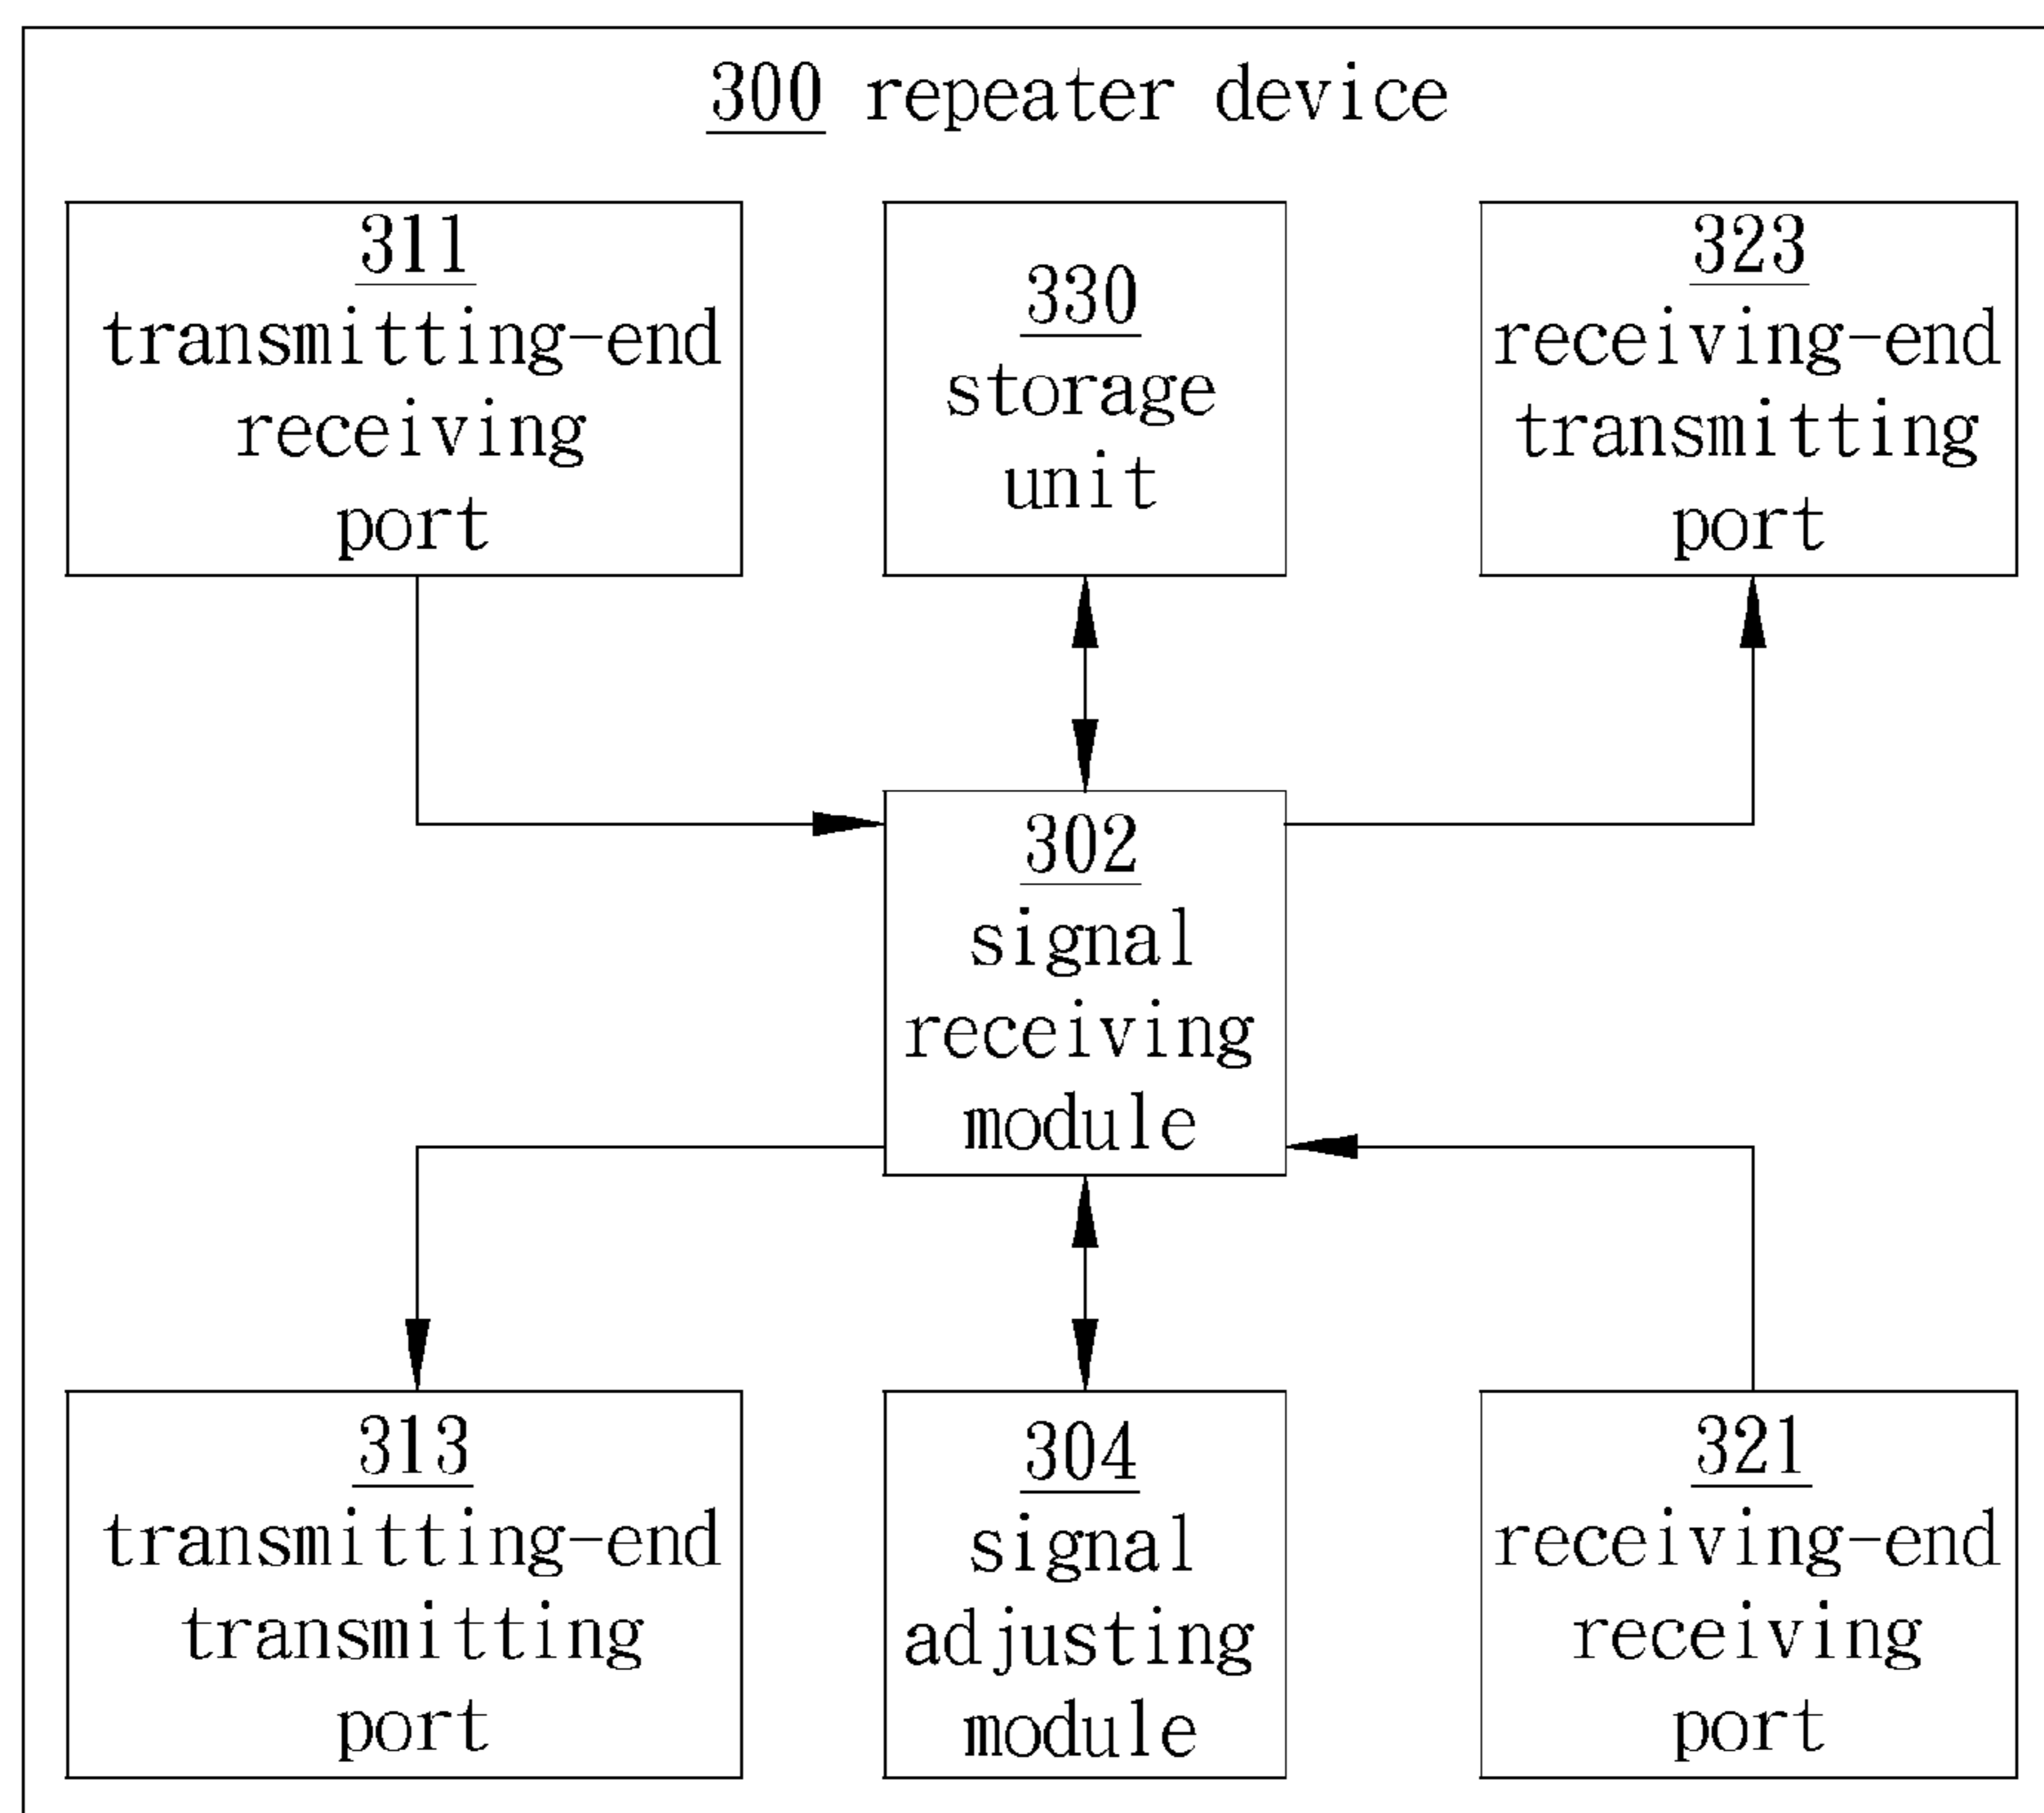 300 repeater device
311
transmitting-end
receiving
port
330
storage
unit
323
receiving-end
transmitting
port
302
signal
receiving
module
313
transmitting-end
transmitting
port
304
signal
adjusting
module
321
receiving-end
receiving
port